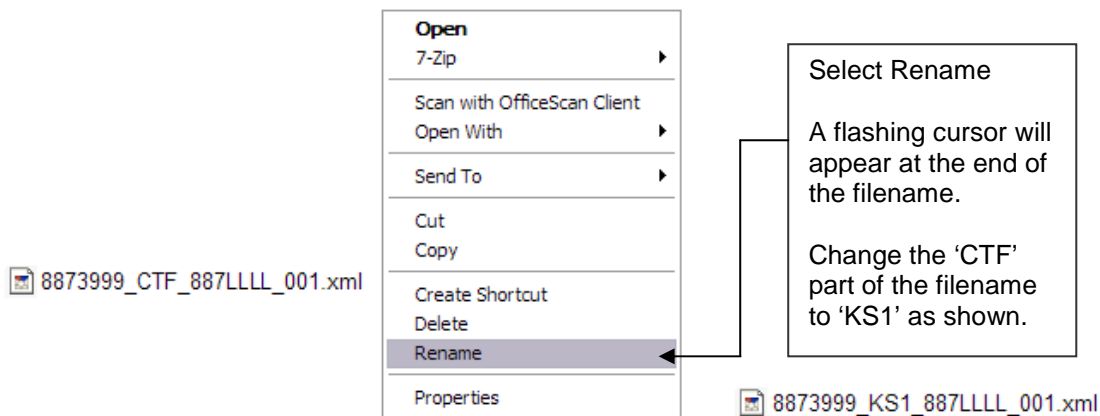 8873999_CTF_887LLLL_001.xml
Open
7-Zip
Scan with OfficeScan Client
Open With
Send To
Cut
Copy
Create Shortcut
Delete
Rename
Properties
Select Rename
A flashing cursor will
appear at the end of
the filename.
Change the ‘CTF’
part of the filename
to ‘KS1’ as shown.
8873999_KS1_887LLLL_001.xml